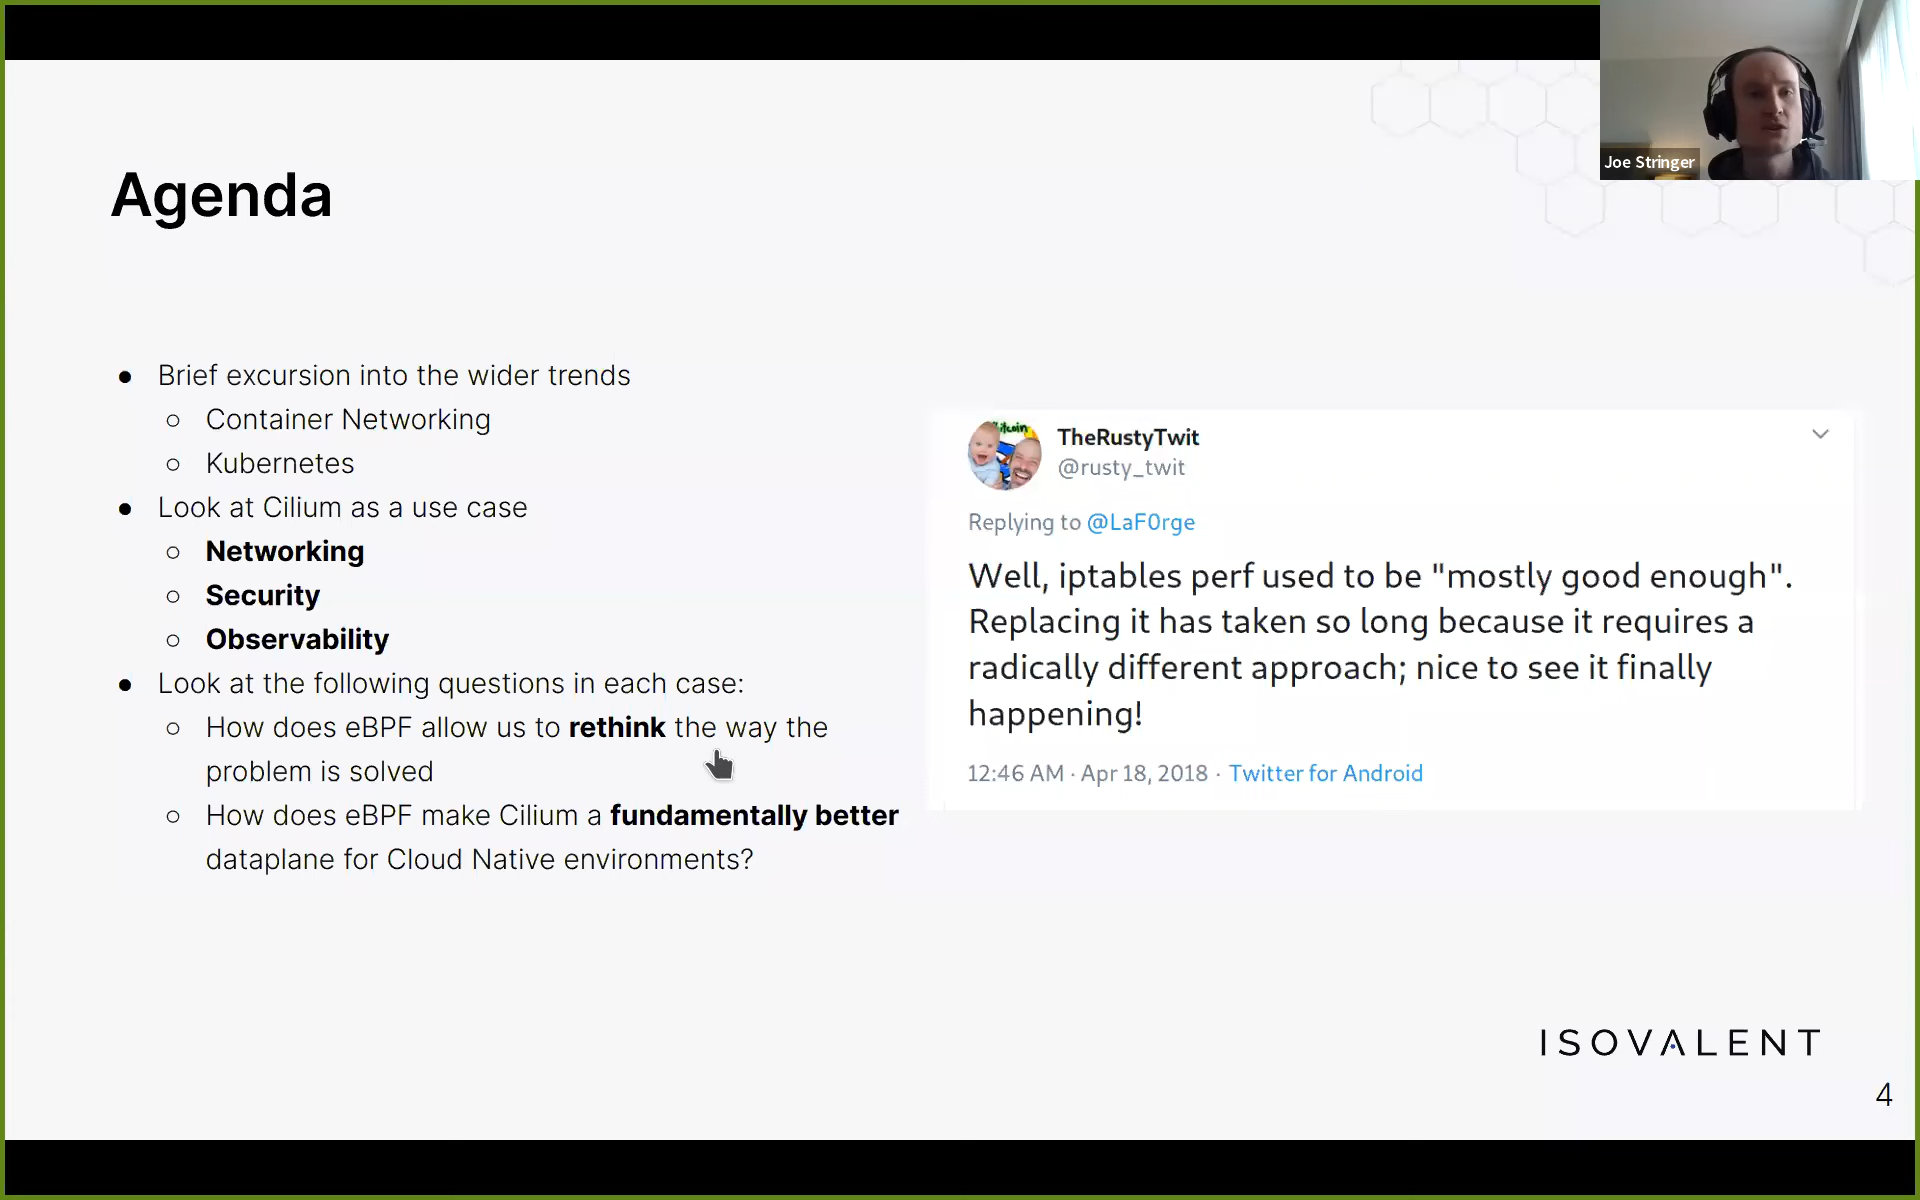 Joe Stringer
Agenda
● Brief excursion into the wider trends
○ Container Networking
○ Kubernetes
● Look at Cilium as a use case
○ Networking
○ Security
○ Observability
● Look at the following questions in each case:
○ How does eBPF allow us to rethink the way the
problem is solved
○ How does eBPF make Cilium a fundamentally better
dataplane for Cloud Native environments?
TheRustyTwit
@rusty_twit
Replying to @LaF0rge
Well, iptables perf used to be "mostly good enough".
Replacing it has taken so long because it requires a
radically different approach; nice to see it finally
happening!
12:46 AM · Apr 18, 2018 · Twitter for Android
ISOVALENT
4